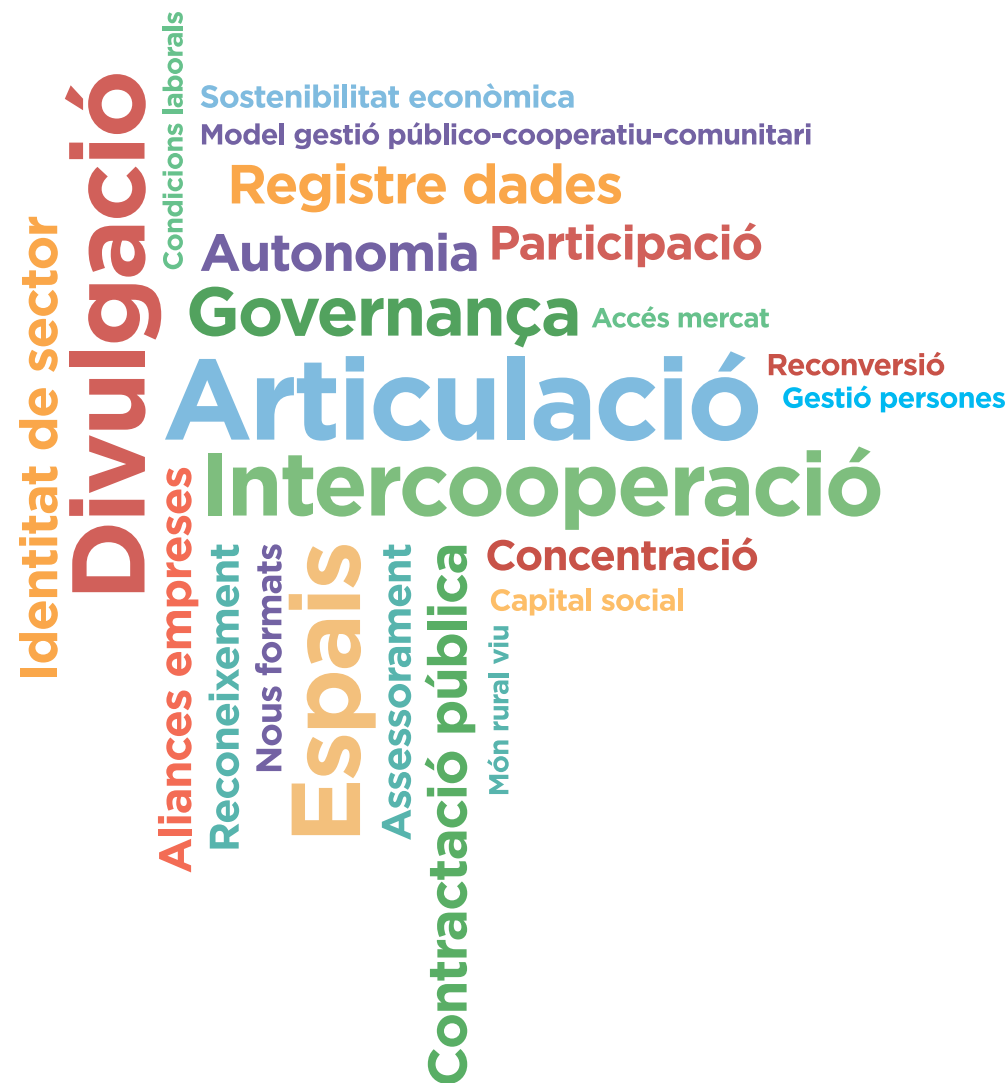 Identitat de sector
Divulgació
Condicions laborals
Sostenibilitat econòmica
Model gestió público-cooperatiu-comunitari
Registre dades
Autonomia
Participació
Governança
Accés mercat
Articulació
Reconversió
Gestió persones
Intercooperació
Aliances empreses
Reconeixement
Nous formats
Espais
Assessorament
Contractació pública
Concentració
Capital social
Món rural viu